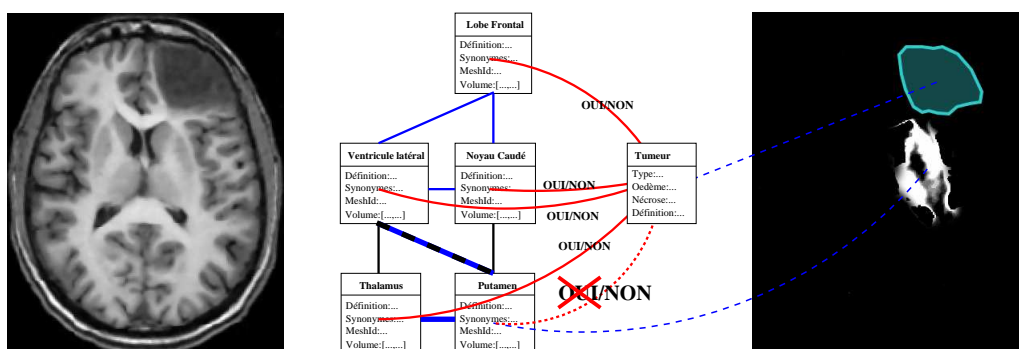 Lobe Frontal
Définition:...
Synonymes:...
MeshId:...
Volume:[...,...]
OUI/NON
Ventricule latéral
Définition:...
Synonymes:...
MeshId:...
Volume:[...,...]
Noyau Caudé
Définition:...
Synonymes:...
MeshId:...
Volume:[...,...]
OUI/NON
OUI/NON
Tumeur
Type:...
Oedème:...
Nécrose:...
Définition:...
OUI/NON
Thalamus
Définition:...
Synonymes:...
MeshId:...
Volume:[...,...]
Putamen
Définition:...
Synonymes:...
MeshId:...
Volume:[...,...]
OUI/NON